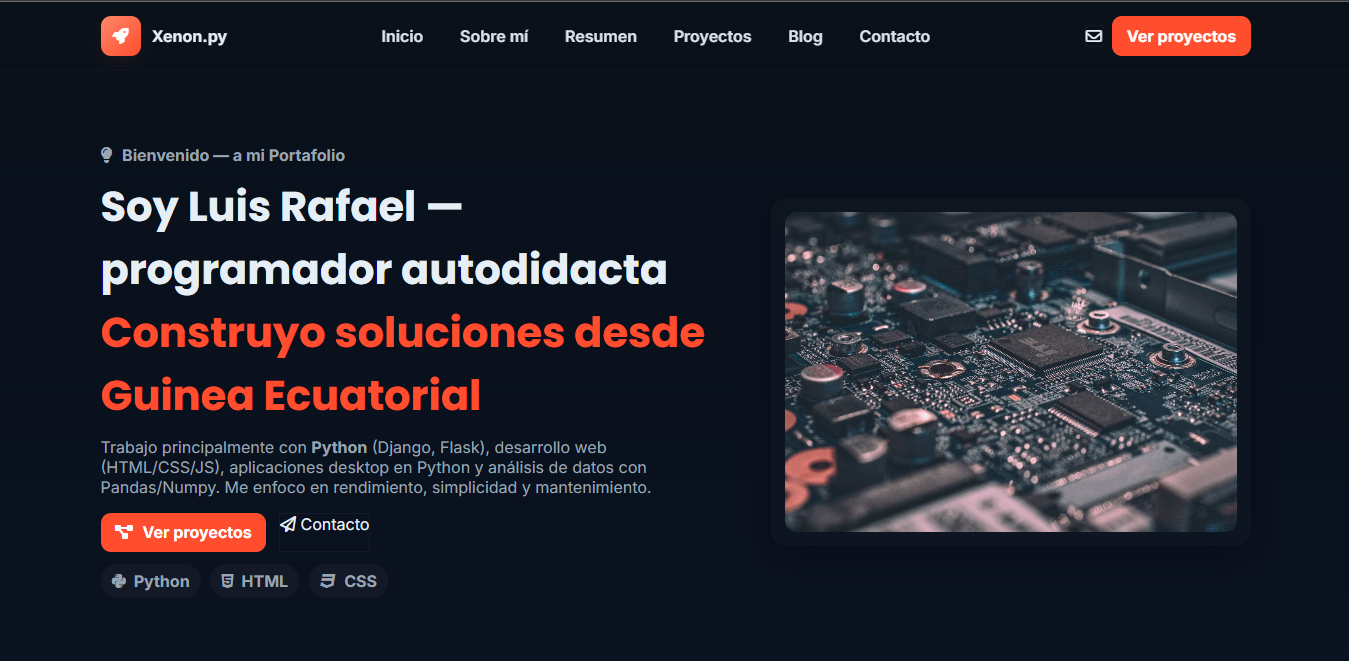 Xenon.py
Inicio
Sobre mí
Resumen
Proyectos
Blog
Contacto
Ver proyectos
Bienvenido — a mi Portafolio
Soy Luis Rafael —
programador autodidacta
Construyo soluciones desde
Guinea Ecuatorial
Trabajo principalmente con Python (Django, Flask), desarrollo web
(HTML/CSS/JS), aplicaciones desktop en Python y análisis de datos con
Pandas/Numpy. Me enfoco en rendimiento, simplicidad y mantenimiento.
Ver proyectos
Contacto
Python
HTML
CSS